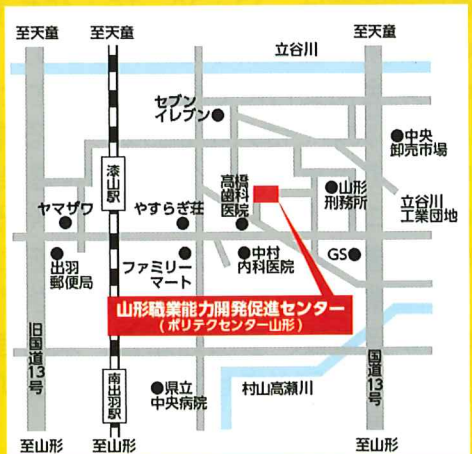 至天童
至天童
至天童
立谷川
セブン
イレブン
中央
卸売市場
漆山駅
高橋
歯科
医院
山形
刑務所
立谷川
工業団地
ヤマザワ
やすらぎ荘
出羽
郵便局
ファミリー
マート
中村
内科医院
GS
山形職業能力開発促進センター
(ポリテクセンター山形)
旧国道13号
国道13号
南出羽駅
県立
中央病院
村山高瀬川
至山形
至山形
至山形